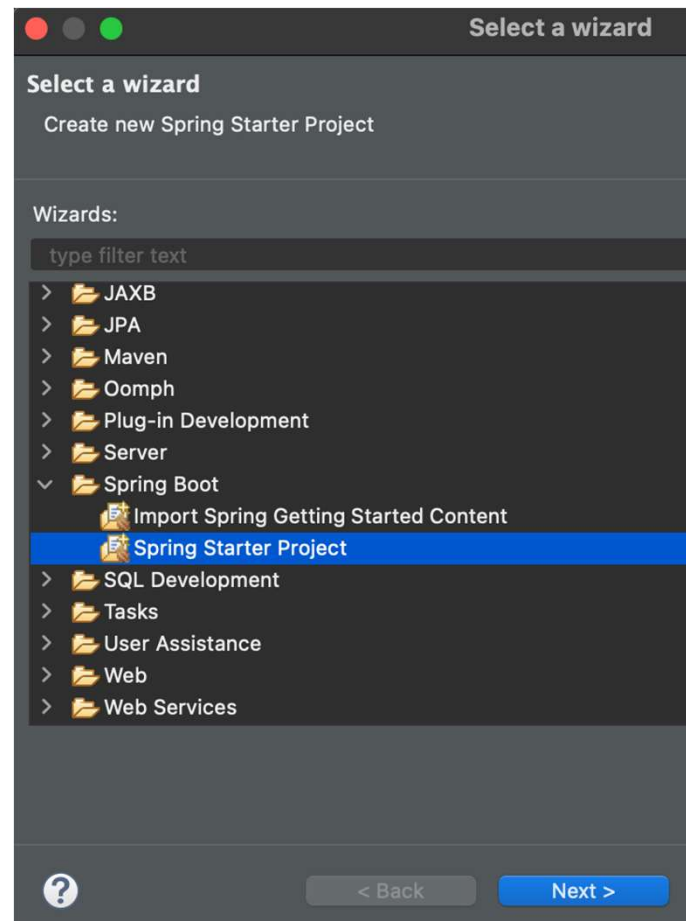 Select a wizard
Select a wizard
Create new Spring Starter Project
Wizards:
type filter text
JAXB
JPA
Maven
Oomph
Plug-in Development
Server
Spring Boot
Import Spring Getting Started Content
Spring Starter Project
SQL Development
Tasks
User Assistance
Web
Web Services
? < Back Next >